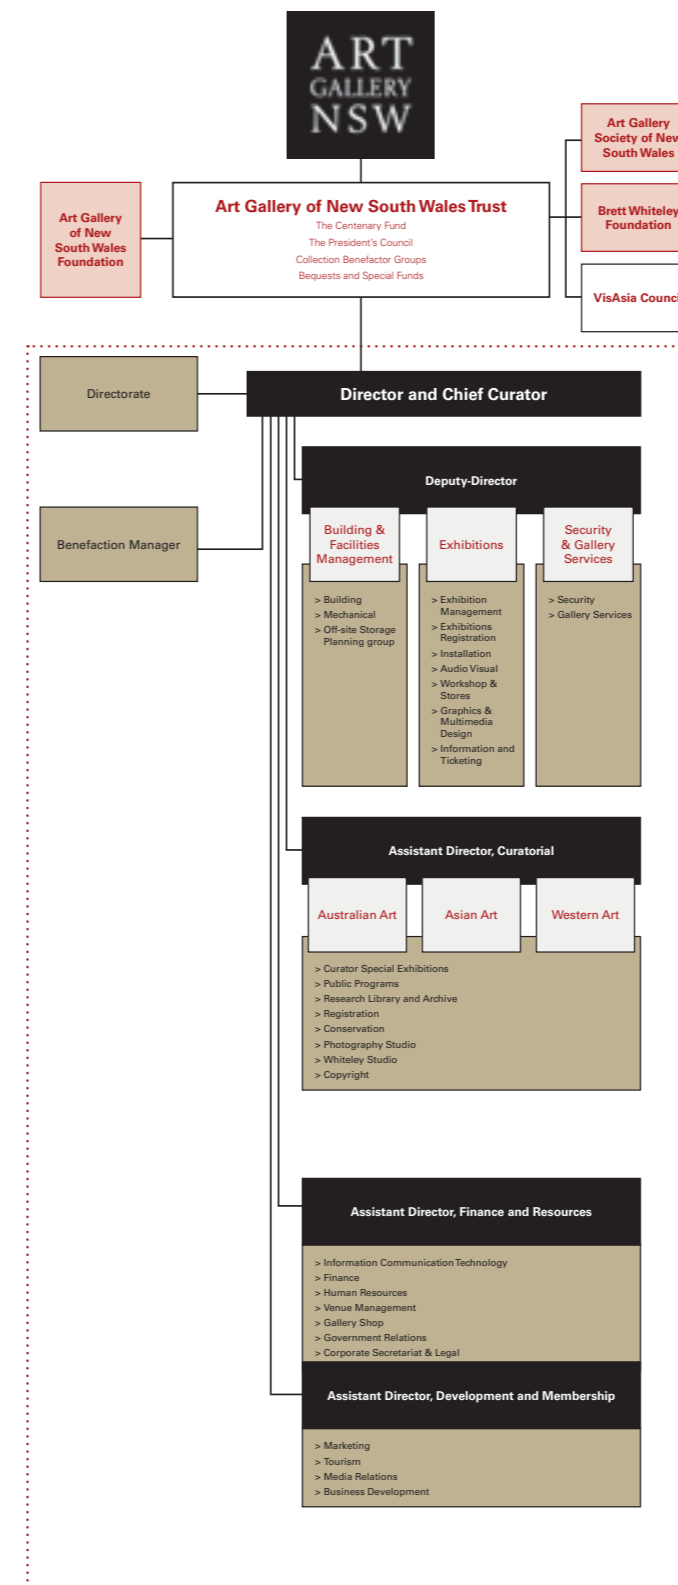 ART
GALLERY
NSW
Art Gallery
Society of New
South Wales
Art Gallery
of New
South Wales
Foundation
Art Gallery of New South Wales Trust
The Centenary Fund
The President's Council
Collection Benefactor Groups
Bequests and Special Funds
Brett Whiteley
Foundation
VisAsia Counci
Directorate
Director and Chief Curator
Benefaction Manager
Deputy-Director
Building &
Facilities
Management
> Building
> Mechanical
> Off-site Storage
Planning group
Exhibitions
> Exhibition
Management
> Exhibitions
Registration
> Installation
> Audio Visual
> Workshop &
Stores
> Graphics &
Multimedia
Design
> Information and
Ticketing
Security
& Gallery
Services
> Security
> Gallery Services
Assistant Director, Curatorial
Australian Art
Asian Art
Western Art
> Curator Special Exhibitions
> Public Programs
> Research Library and Archive
> Registration
> Conservation
> Photography Studio
> Whiteley Studio
> Copyright
Assistant Director, Finance and Resources
> Information Communication Technology
> Finance
> Human Resources
> Venue Management
> Gallery Shop
> Government Relations
> Corporate Secretariat & Legal
Assistant Director, Development and Membership
> Marketing
> Tourism
> Media Relations
> Business Development